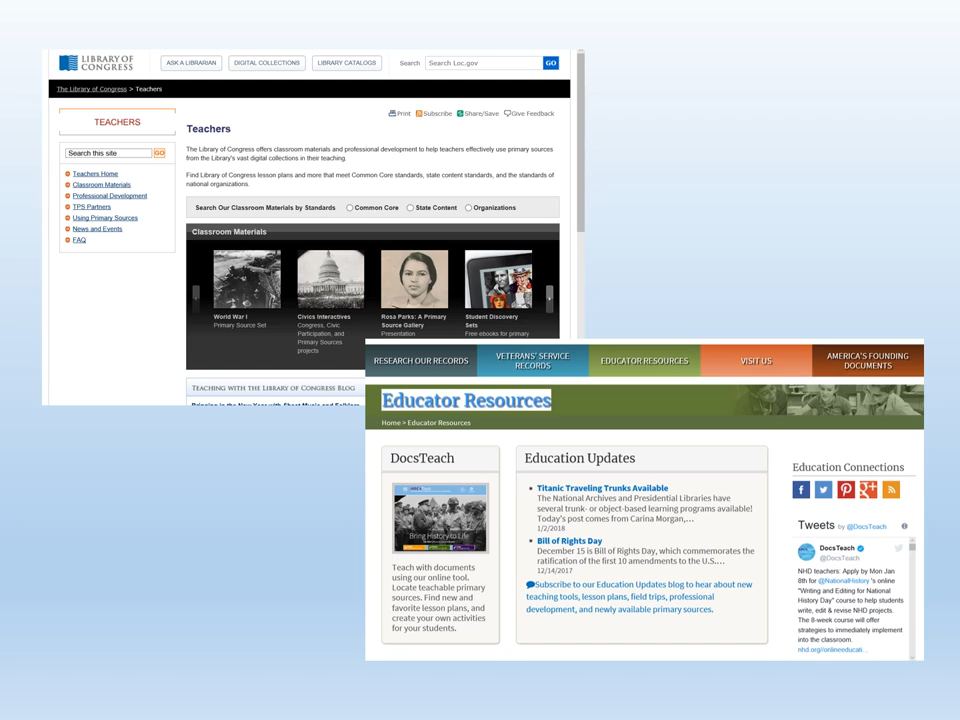 LIBRARY OF
CONGRESS
ASK A LIBRARIAN
DIGITAL COLLECTIONS
LIBRARY CATALOGS
Search
Search Loc.gov
GO
The Library of Congress > Teachers
TEACHERS
Search this site
GO
Teachers Home
Classroom Materials
Professional Development
TPS Partners
Using Primary Sources
News and Events
FAQ
Print
Subscribe
Share/Save
Give Feedback
Teachers
The Library of Congress offers classroom materials and professional development to help teachers effectively use primary sources
from the Library's vast digital collections in their teaching.
Find Library of Congress lesson plans and more that meet Common Core standards, state content standards, and the standards of
national organizations.
Search Our Classroom Materials by Standards
Common Core
State Content
Organizations
Classroom Materials
World War I
Primary Source Set
Civics Interactives
Congress, Civic
Participation, and
Primary Sources
projects
Rosa Parks: A Primary
Source Gallery
Presentation
Student Discovery
Sets
Free ebooks for primary
TEACHING WITH THE LIBRARY OF CONGRESS BLOG
Bringing in the New Year with Sheet Music and Folklore
RESEARCH OUR RECORDS
VETERANS' SERVICE
RECORDS
EDUCATOR RESOURCES
VISIT US
AMERICA'S FOUNDING
DOCUMENTS
Educator Resources
Home > Educator Resources
DocsTeach
Bring History to Life
Teach with documents
using our online tool.
Locate teachable primary
sources. Find new and
favorite lesson plans, and
create your own activities
for your students.
Education Updates
Titanic Traveling Trunks Available
The National Archives and Presidential Libraries have
several trunk- or object-based learning programs available!
Today's post comes from Carina Morgan,...
1/2/2018
Bill of Rights Day
December 15 is Bill of Rights Day, which commemorates the
ratification of the first 10 amendments to the U.S....
12/14/2017
Subscribe to our Education Updates blog to hear about new
teaching tools, lesson plans, field trips, professional
development, and newly available primary sources.
Education Connections
Tweets by @DocsTeach
DocsTeach
@DocsTeach
NHD teachers: Apply by Mon Jan
8th for @NationalHistory 's online
"Writing and Editing for National
History Day" course to help students
write, edit & revise NHD projects.
The 8-week course will offer
strategies to immediately implement
into the classroom.
nhd.org//onlineeducati...